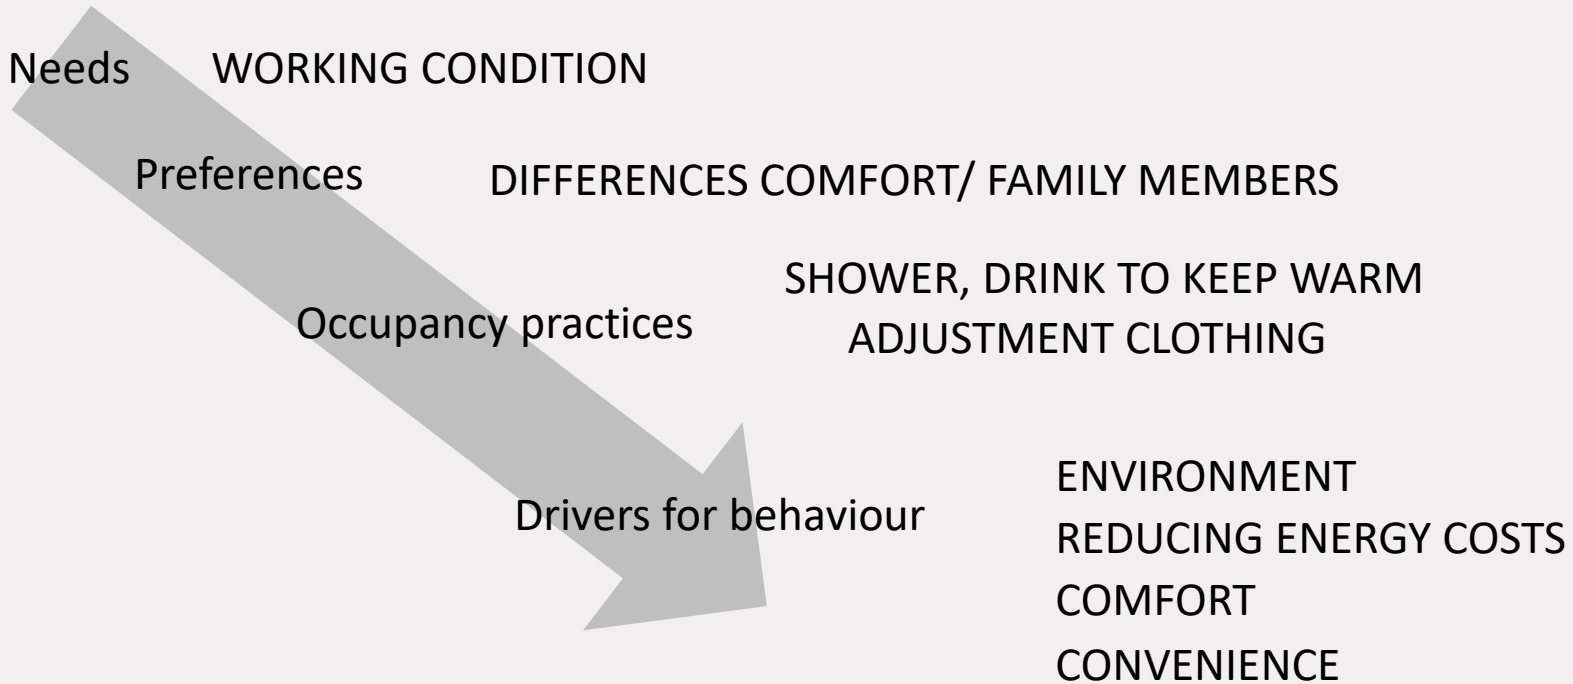 Needs
WORKING CONDITION
Preferences
DIFFERENCES COMFORT/ FAMILY MEMBERS
Occupancy practices
SHOWER, DRINK TO KEEP WARM
ADJUSTMENT CLOTHING
Drivers for behaviour
ENVIRONMENT
REDUCING ENERGY COSTS
COMFORT
CONVENIENCE